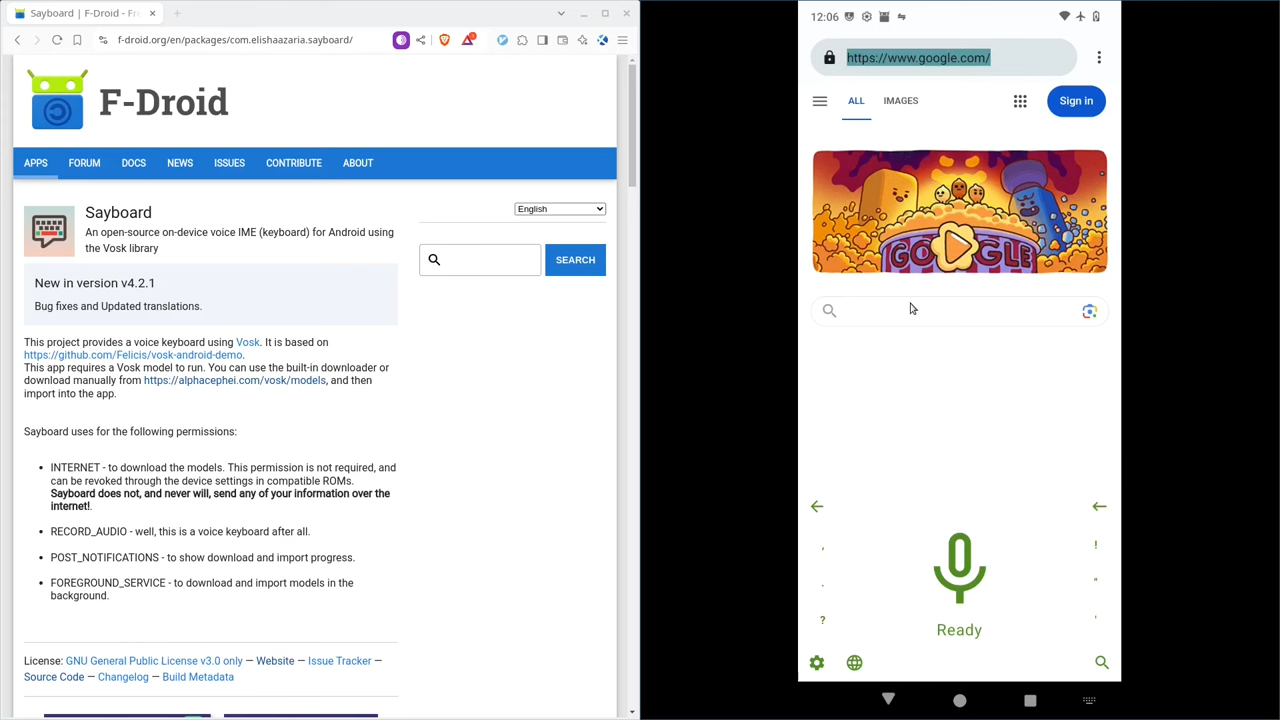 Sayboard | F-Droid - Fre
f-droid.org/en/packages/com.elishaazaria.sayboard/
F-Droid
APPS FORUM DOCS NEWS ISSUES CONTRIBUTE ABOUT
Sayboard
An open-source on-device voice IME (keyboard) for Android using
the Vosk library
English
SEARCH
New in version v4.2.1
Bug fixes and Updated translations.
This project provides a voice keyboard using Vosk. It is based on
https://github.com/Felicis/vosk-android-demo.
This app requires a Vosk model to run. You can use the built-in downloader or
download manually from https://alphacephei.com/vosk/models, and then
import into the app.
Sayboard uses for the following permissions:
• INTERNET - to download the models. This permission is not required, and
can be revoked through the device settings in compatible ROMs.
Sayboard does not, and never will, send any of your information over the
internet!.
• RECORD_AUDIO - well, this is a voice keyboard after all.
• POST_NOTIFICATIONS - to show download and import progress.
• FOREGROUND_SERVICE - to download and import models in the
background.
License: GNU General Public License v3.0 only — Website — Issue Tracker —
Source Code — Changelog — Build Metadata
12:06
https://www.google.com/
ALL IMAGES
Sign in
GOOGLE
, !
. "
? '
Ready